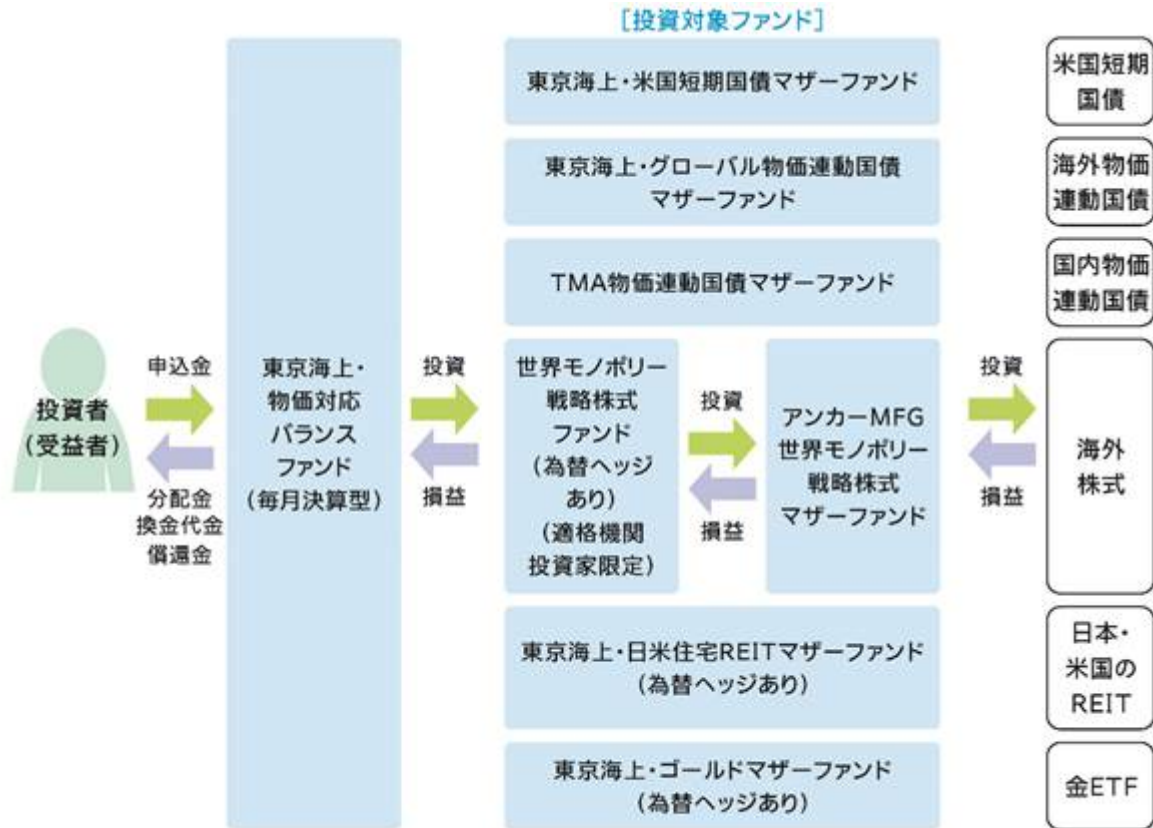 ［投資対象ファンド］
東京海上・米国短期国債マザーファンド
米国短期
国債
東京海上・グローバル物価連動国債
マザーファンド
海外物価
連動国債
TMA物価連動国債マザーファンド
国内物価
連動国債
投資者
（受益者）
申込金
分配金
換金代金
償還金
東京海上・
物価対応
バランス
ファンド
（毎月決算型）
投資
損益
世界モノポリー
戦略株式
ファンド
（為替ヘッジ
あり）
（適格機関
投資家限定）
投資
損益
アンカーMFG
世界モノポリー
戦略株式
マザーファンド
投資
損益
海外
株式
東京海上・日米住宅REITマザーファンド
（為替ヘッジあり）
日本・
米国の
REIT
東京海上・ゴールドマザーファンド
（為替ヘッジあり）
金ETF